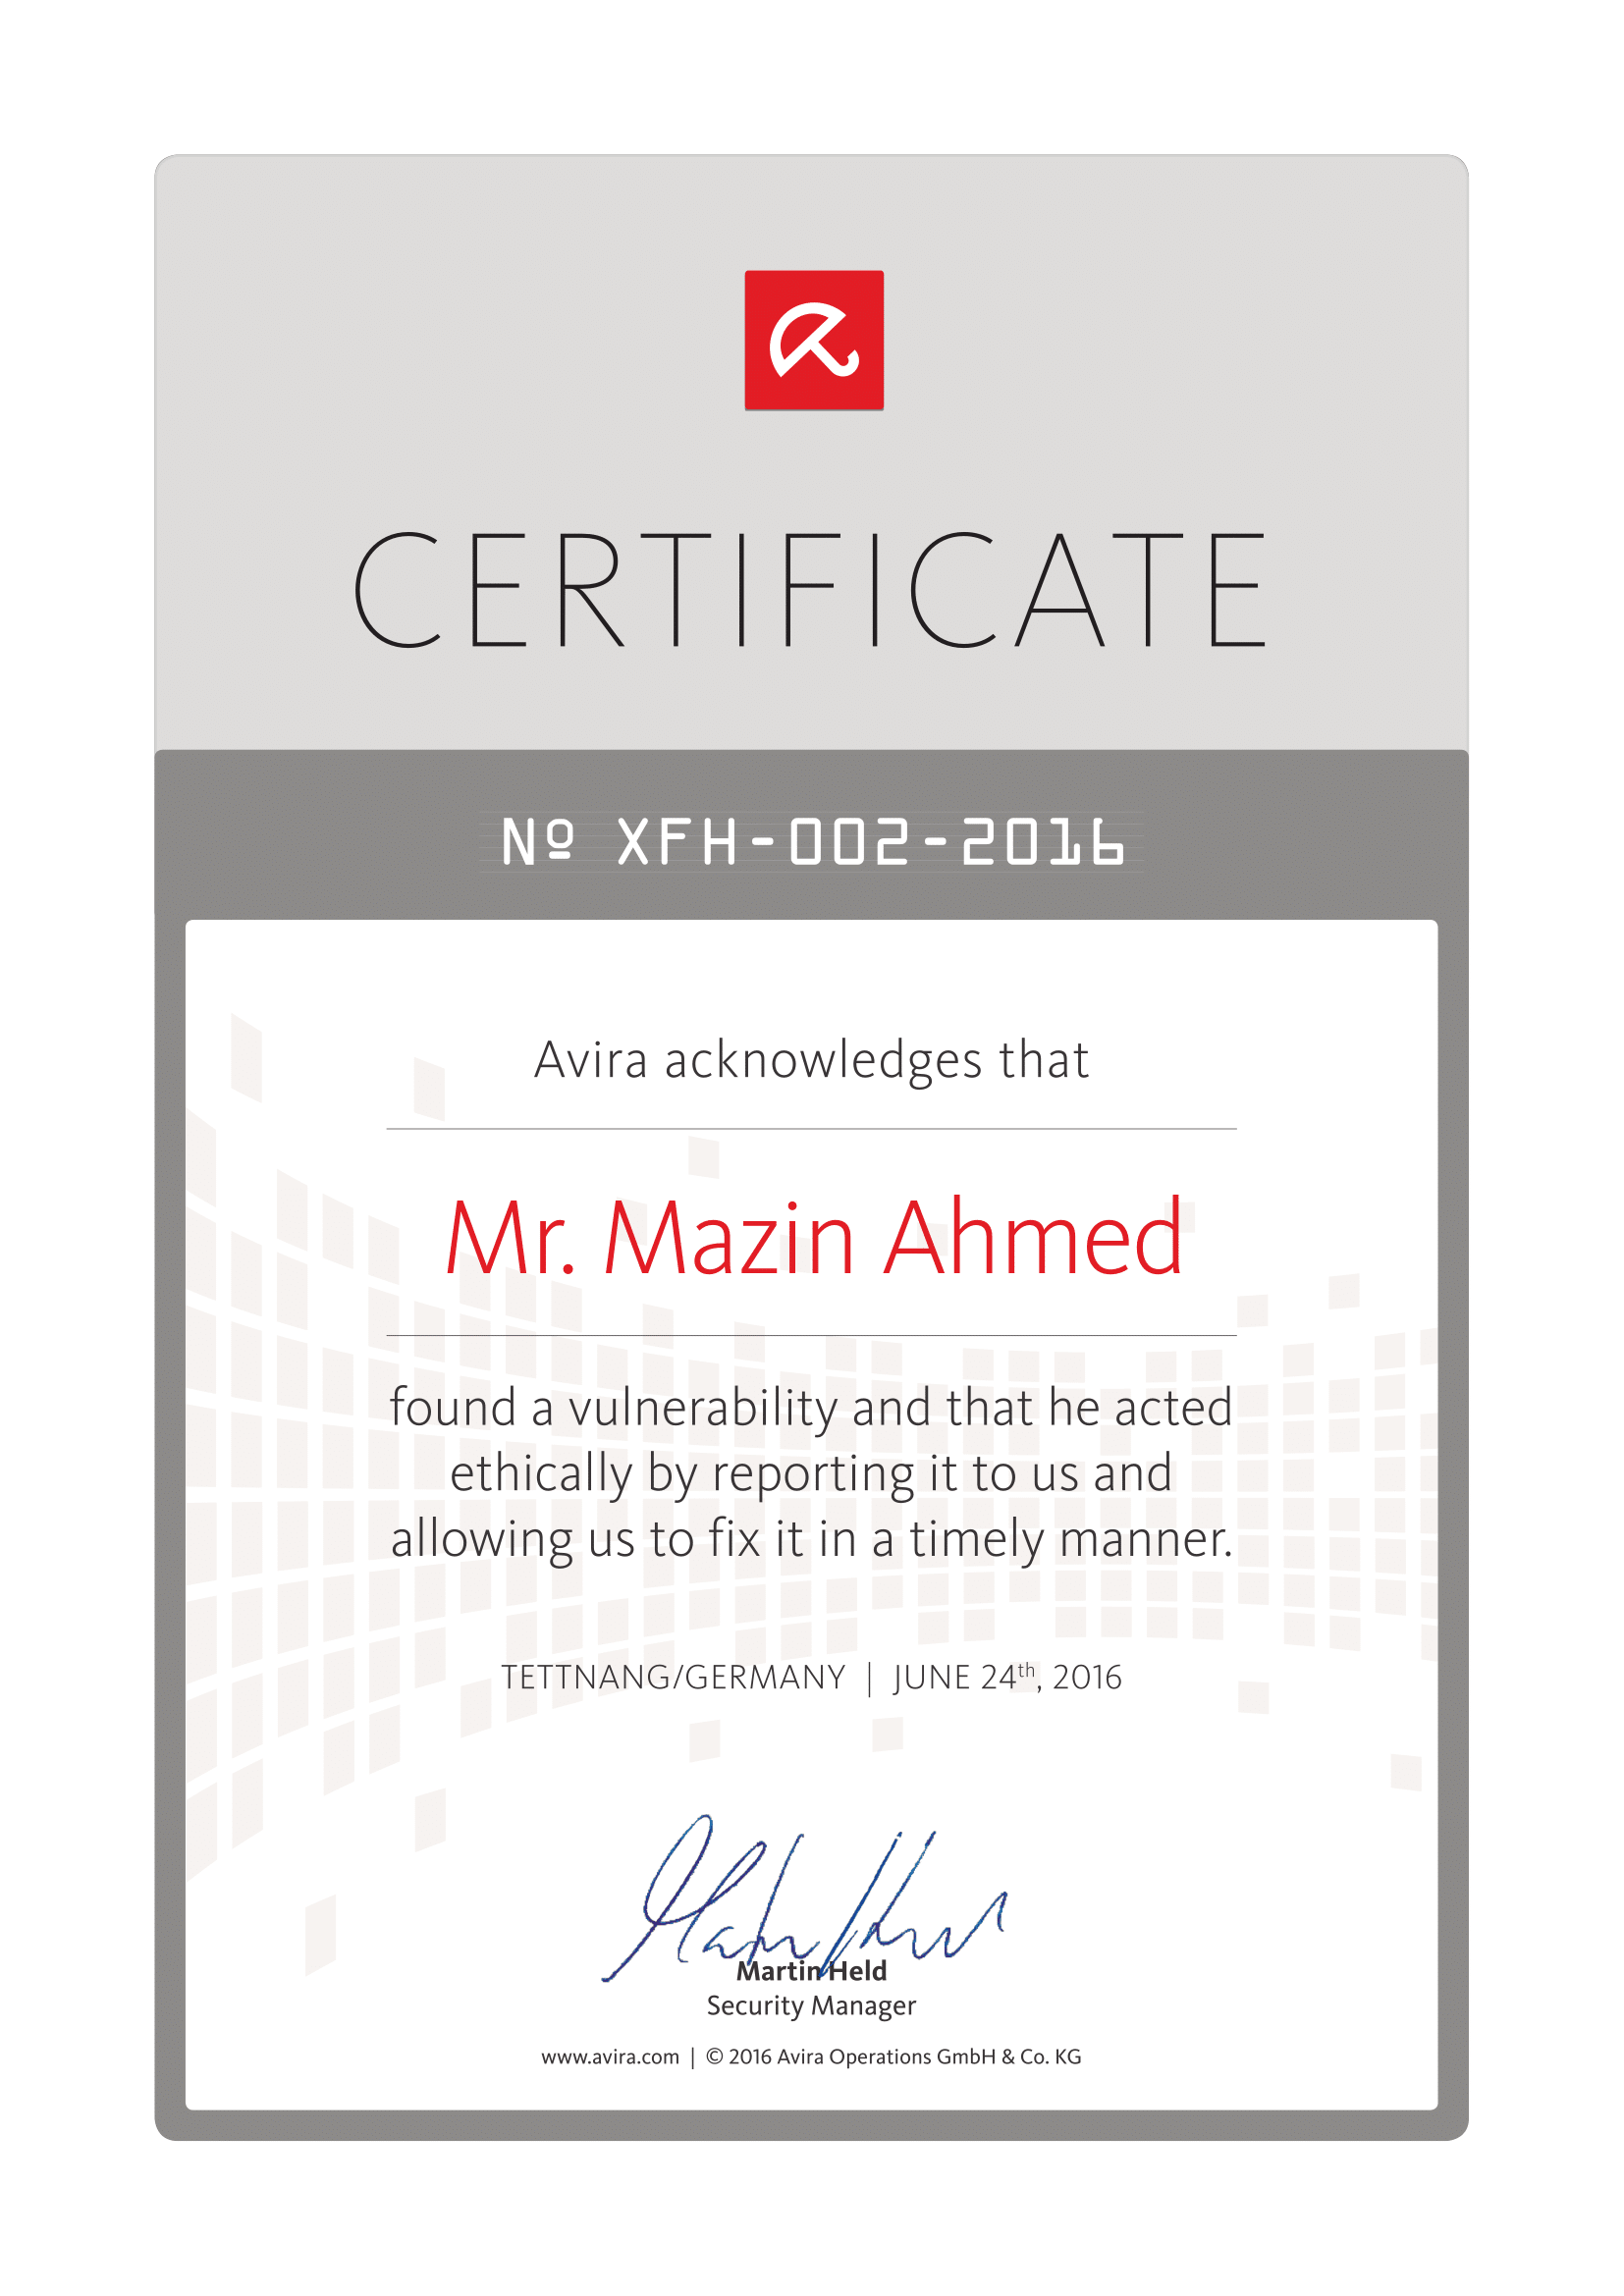 CERTIFICATE
Nº XFH-002-2016
Avira acknowledges that
Mr. Mazin Ahmed
found a vulnerability and that he acted
ethically by reporting it to us and
allowing us to fix it in a timely manner.
TETTNANG/GERMANY | JUNE 24th, 2016
Martin Held
Security Manager
www.avira.com | © 2016 Avira Operations GmbH & Co. KG